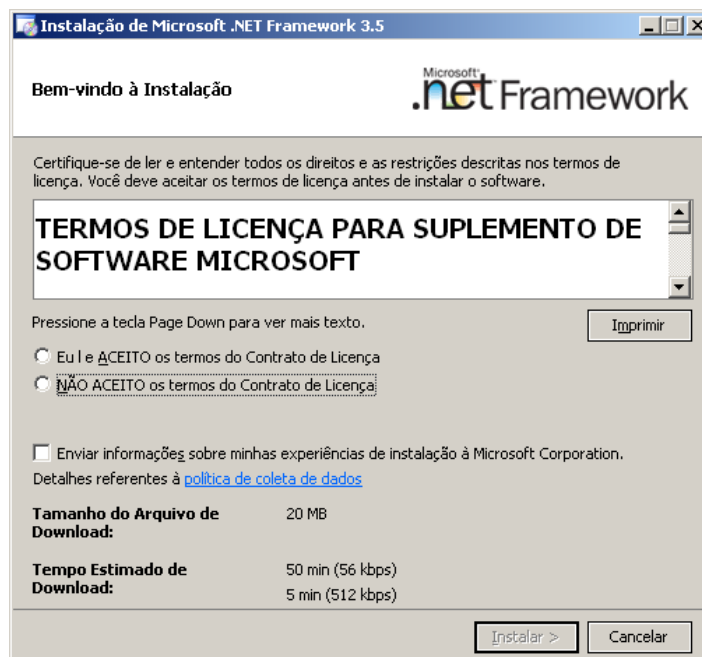 Instalação de Microsoft .NET Framework 3.5
Bem-vindo à Instalação
Microsoft
.net Framework
Certifique-se de ler e entender todos os direitos e as restrições descritas nos termos de
licença. Você deve aceitar os termos de licença antes de instalar o software.
TERMOS DE LICENÇA PARA SUPLEMENTO DE
SOFTWARE MICROSOFT
Pressione a tecla Page Down para ver mais texto.
Imprimir
Eu l e ACEITO os termos do Contrato de Licença
NÃO ACEITO os termos do Contrato de Licença
Enviar informações sobre minhas experiências de instalação à Microsoft Corporation.
Detalhes referentes à política de coleta de dados
Tamanho do Arquivo de 20 MB
Download:
Tempo Estimado de 50 min (56 kbps)
Download: 5 min (512 kbps)
Instalar >
Cancelar